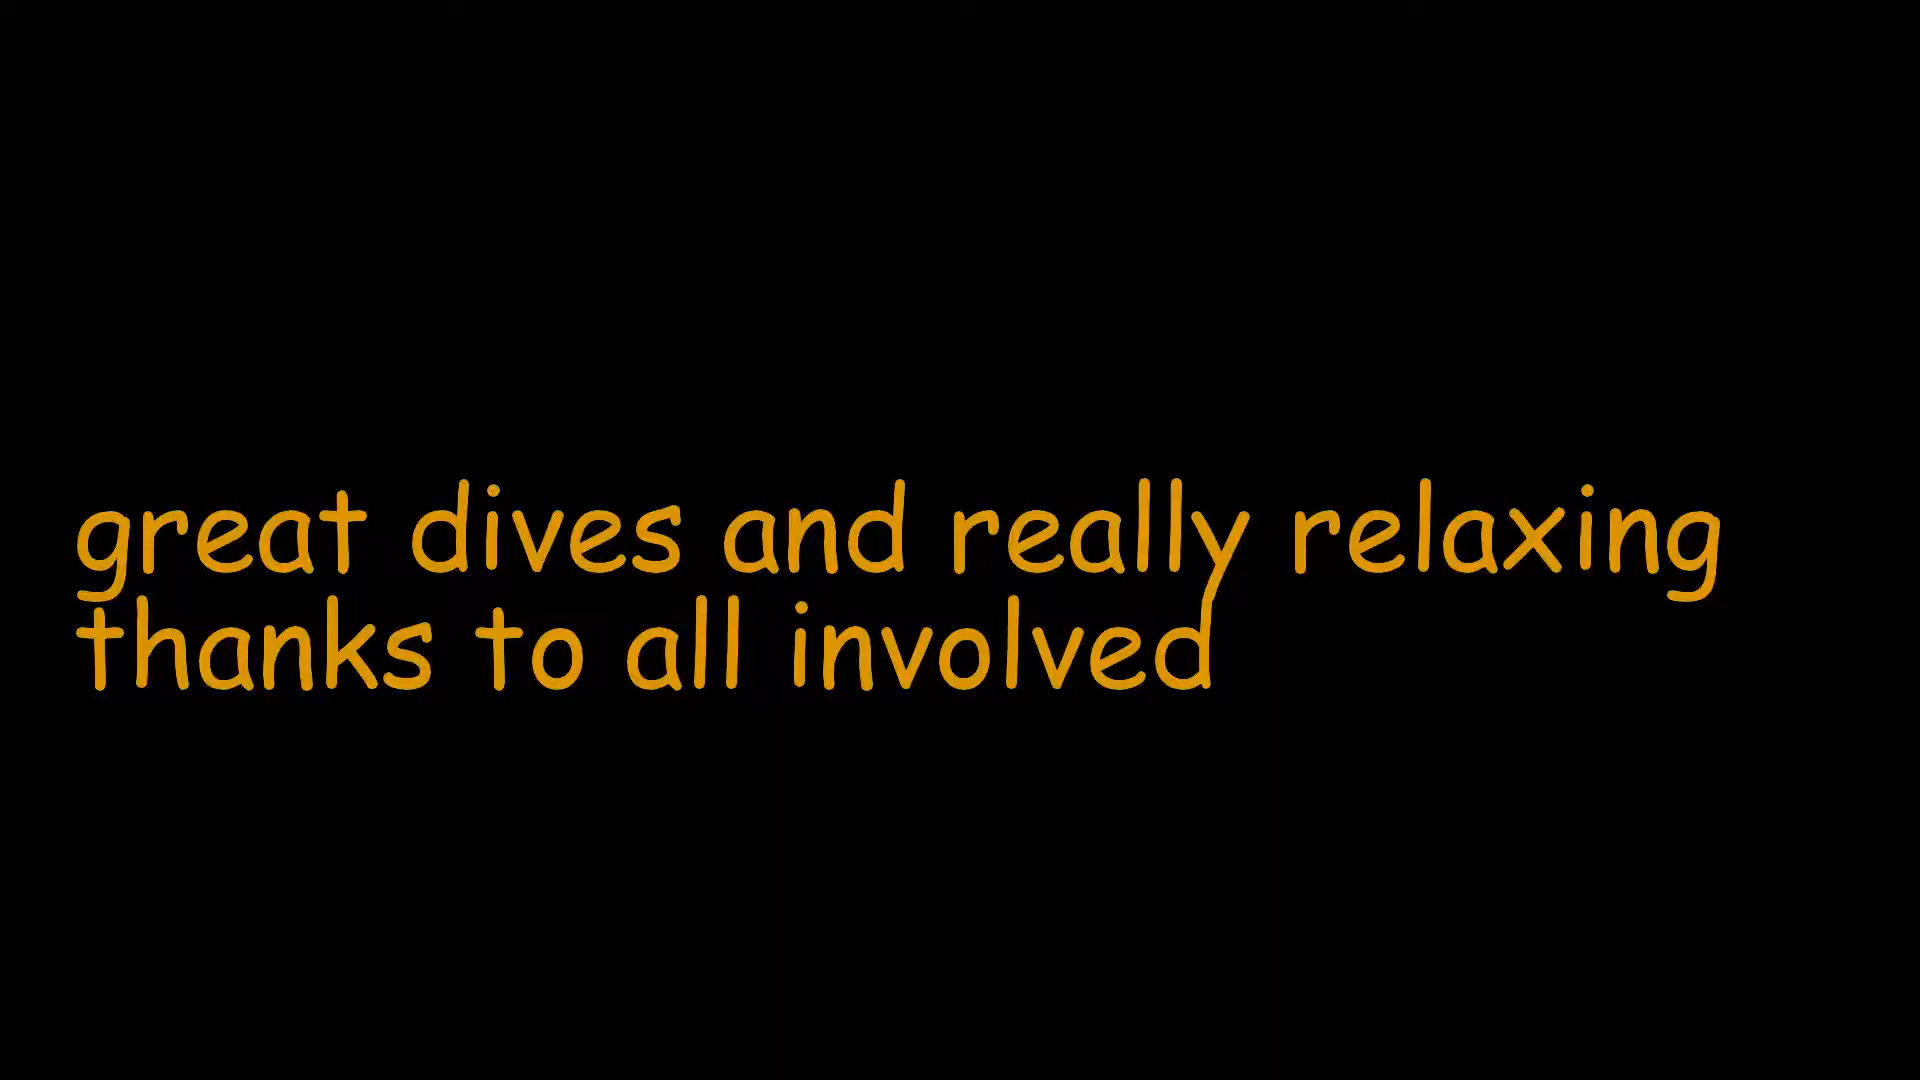 great dives and really relaxing
thanks to all involved